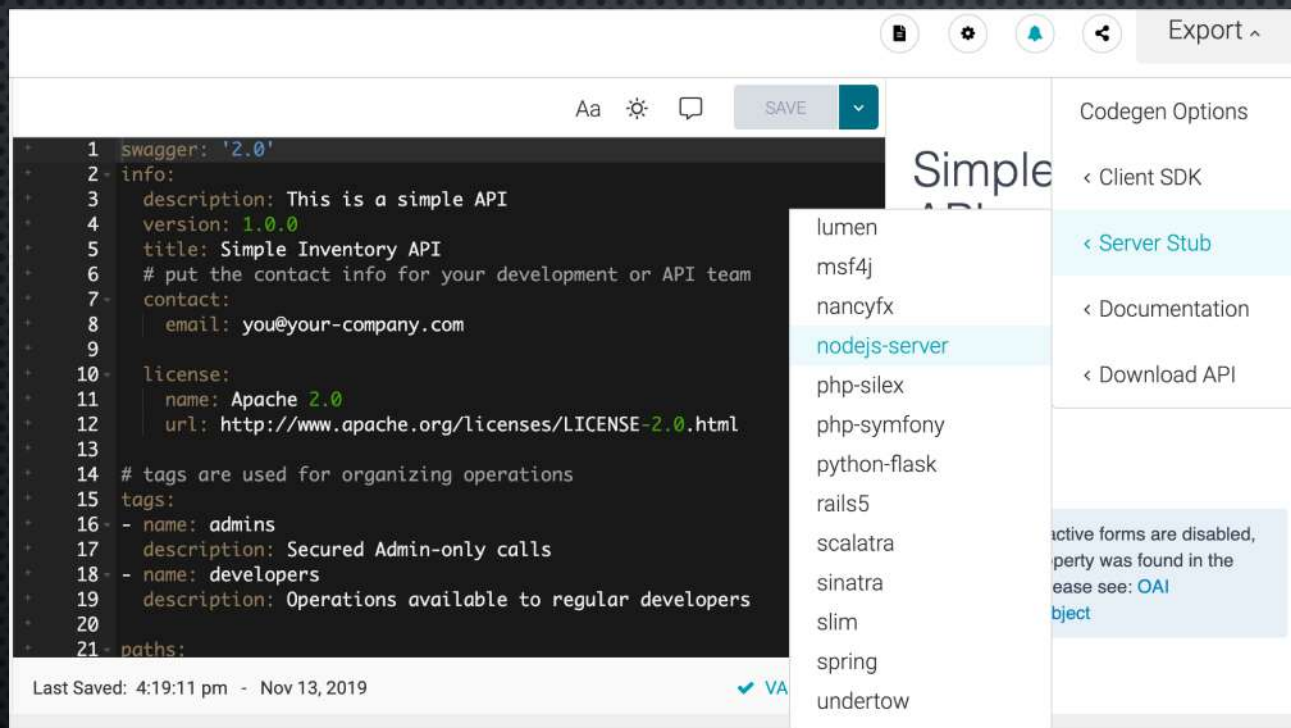 Export
Aa
SAVE
Codegen Options
Client SDK
Server Stub
Documentation
Download API
1 swagger: '2.0'
2 info:
3 description: This is a simple API
4 version: 1.0.0
5 title: Simple Inventory API
6 # put the contact info for your development or API team
7 contact:
8 email: you@your-company.com
9
10 license:
11 name: Apache 2.0
12 url: http://www.apache.org/licenses/LICENSE-2.0.html
13
14 # tags are used for organizing operations
15 tags:
16 - name: admins
17 description: Secured Admin-only calls
18 - name: developers
19 description: Operations available to regular developers
20
21 paths:
Last Saved: 4:19:11 pm - Nov 13, 2019
VA
Simple
lumen
msf4j
nancyfx
nodejs-server
php-silex
php-symfony
python-flask
rails5
scalatra
sinatra
slim
spring
undertow
active forms are disabled,
perty was found in the
ease see: OAI
bject